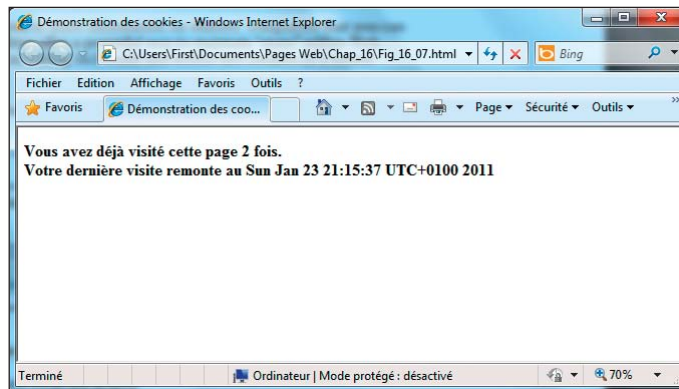 Démonstration des cookies - Windows Internet Explorer
C:\Users\First\Documents\Pages Web\Chap_16\Fig_16_07.html
Bing
Fichier Edition Affichage Favoris Outils ?
Favoris Démonstration des coo... Page Sécurité Outils »
Vous avez déjà visité cette page 2 fois.
Votre dernière visite remonte au Sun Jan 23 21:15:37 UTC+0100 2011
Terminé Ordinateur | Mode protégé : désactivé 70%